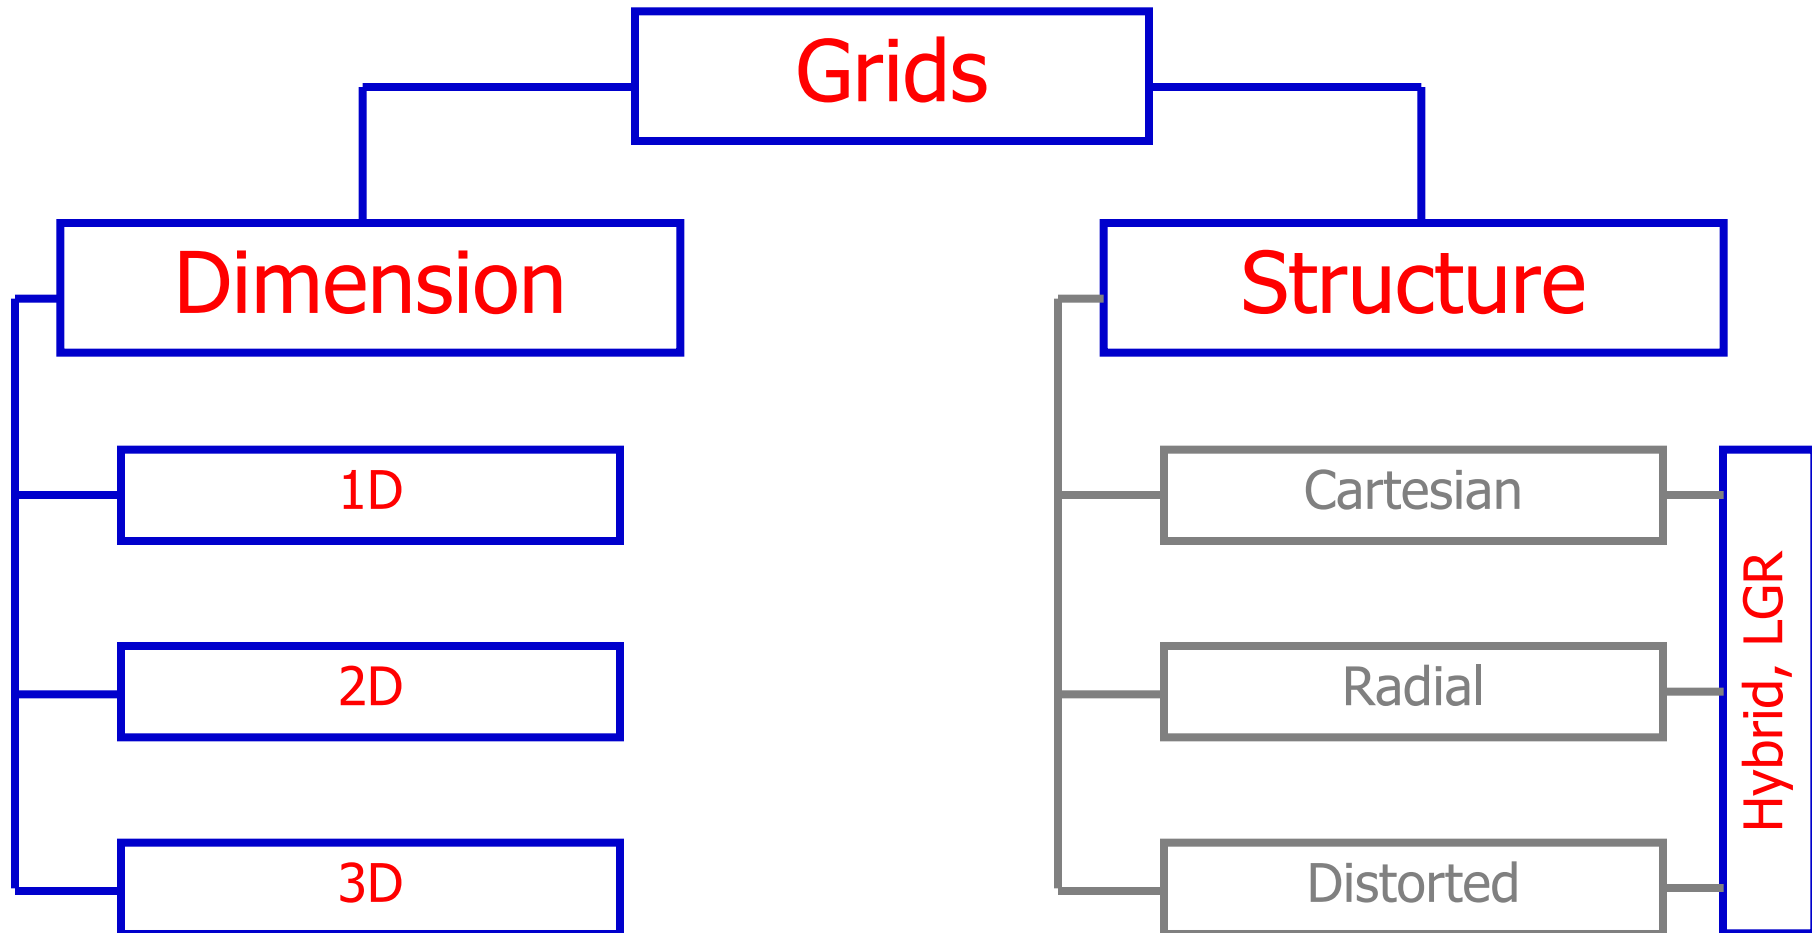 Grids
Dimension
Structure
1D
Cartesian
2D
Radial
3D
Distorted
Hybrid, LGR